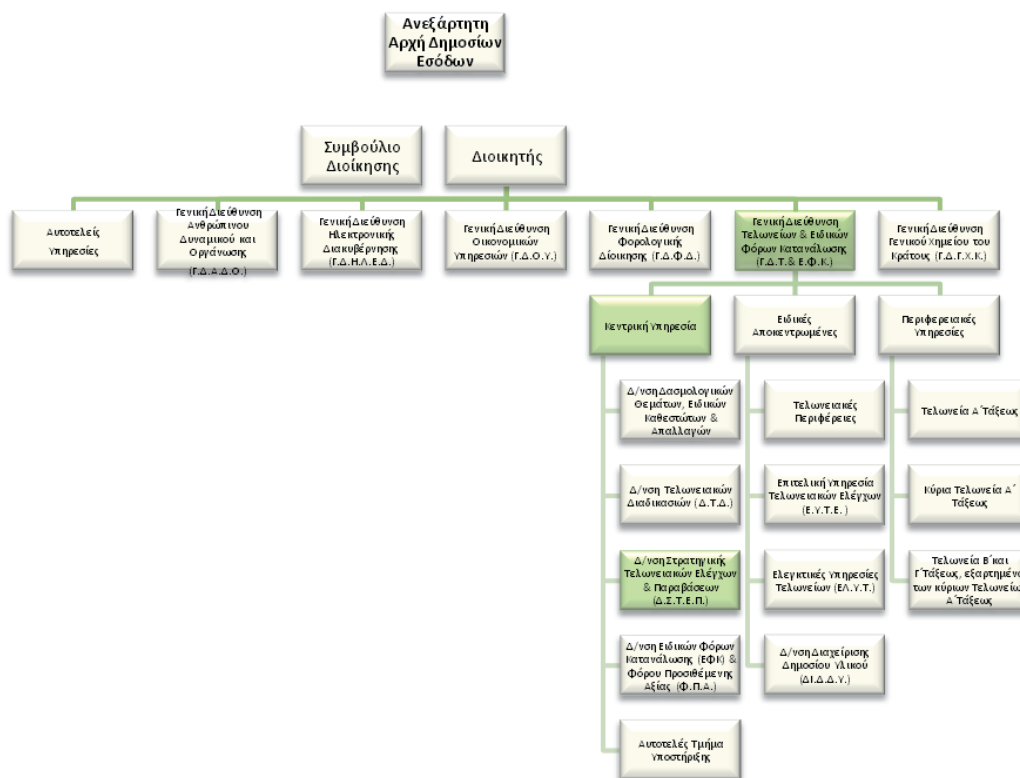 Ανεξάρτητη
Αρχή Δημοσίων
Εσόδων
Συμβούλιο
Διοίκησης
Διοικητής
Αυτοτελείς
Υπηρεσίες
Γενική Διεύθυνση
Ανθρώπινου
Δυναμικού και
Οργάνωσης
(Γ.Δ.Α.Δ.Ο.)
Γενική Διεύθυνση
Ηλεκτρονικής
Διακυβέρνησης
(Γ.Δ.ΗΛ.Ε.Δ.)
Γενική Διεύθυνση
Οικονομικών
Υπηρεσιών (Γ.Δ.Ο.Υ.)
Γενική Διεύθυνση
Φορολογικής
Διοίκησης (Γ.Δ.Φ.Δ.)
Γενική Διεύθυνση
Τελωνείων & Ειδικών
Φόρων Κατανάλωσης
(Γ.Δ.Τ.& Ε.Φ.Κ.)
Γενική Διεύθυνση
Γενικού Χημείου του
Κράτους (Γ.Δ.Γ.Χ.Κ.)
Κεντρική Υπηρεσία
Ειδικές
Αποκεντρωμένες
Περιφερειακές
Υπηρεσίες
Δ/νση Δασμολογικών
Θεμάτων, Ειδικών
Καθεστώτων &
Απαλλαγών
Τελωνειακές
Περιφέρειες
Τελωνεία Α΄Τάξεως
Δ/νση Τελωνειακών
Διαδικασιών (Δ.Τ.Δ.)
Επιτελική Υπηρεσία
Τελωνειακών Ελέγχων
(Ε.Υ.Τ.Ε.)
Κύρια Τελωνεία Α΄
Τάξεως
Δ/νση Στρατηγικής
Τελωνειακών Ελέγχων
& Παραβάσεων
(Δ.Σ.Τ.Ε.Π.)
Ελεγκτικές Υπηρεσίες
Τελωνείων (ΕΛ.Υ.Τ.)
Τελωνεία Β΄και
Γ΄Τάξεως, εξαρτημένα
των κύριων Τελωνείων
Α΄Τάξεως
Δ/νση Ειδικών Φόρων
Κατανάλωσης (ΕΦΚ) &
Φόρου Προσιθέμενης
Αξίας (Φ.Π.Α.)
Δ/νση Διαχείρισης
Δημοσίου Υλικού
(ΔΙ.Δ.Δ.Υ.)
Αυτοτελές Τμήμα
Υποστήριξης